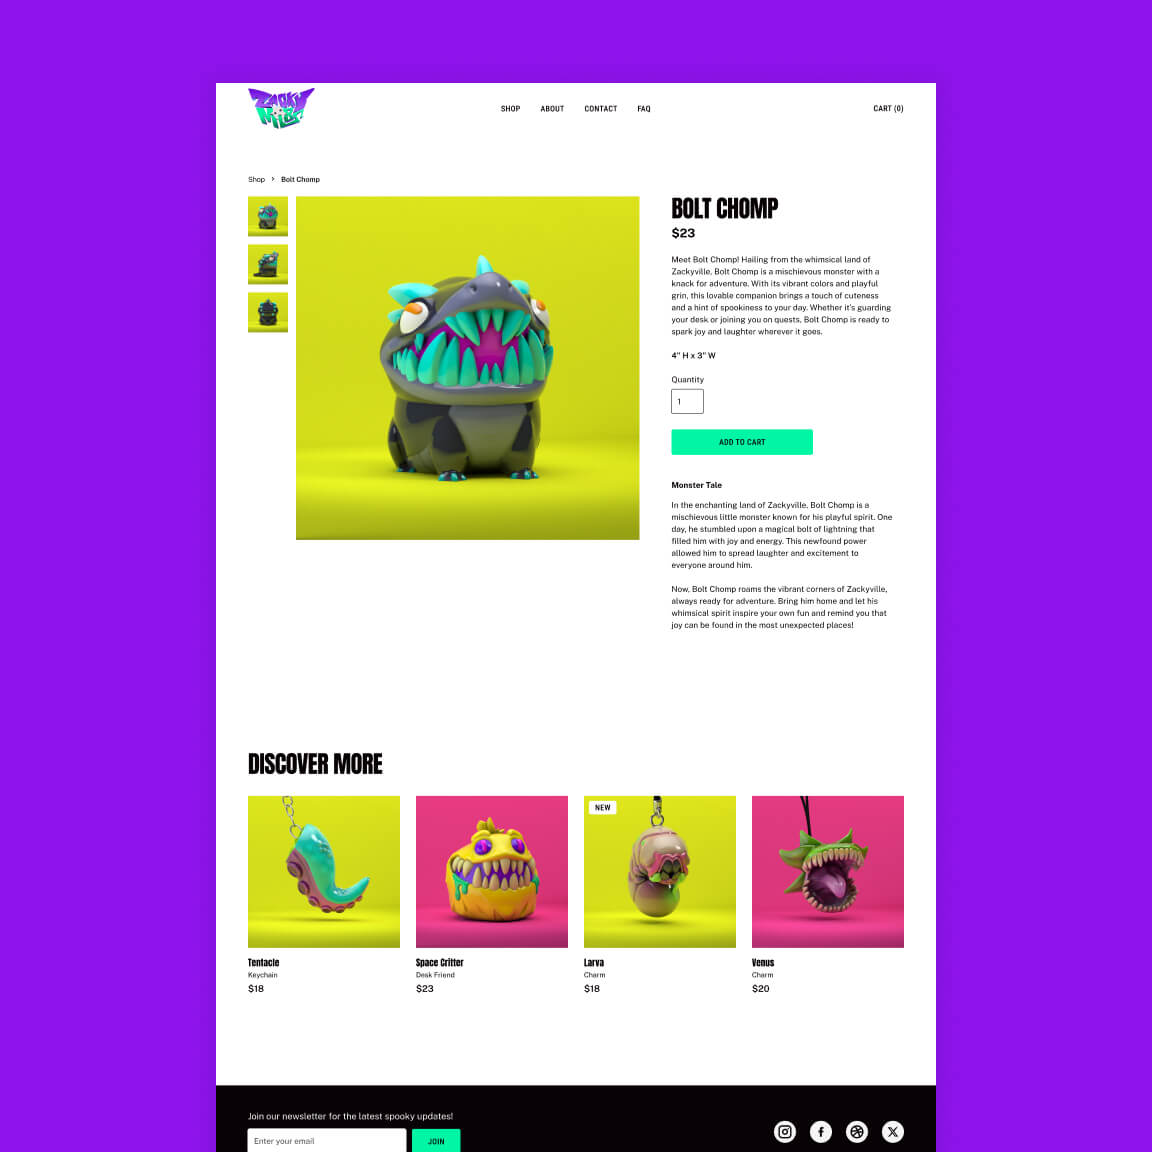 ZACKY
MILES
SHOP
ABOUT
CONTACT
FAQ
CART (0)
Shop > Bolt Chomp
BOLT CHOMP
$23
Meet Bolt Chomp! Hailing from the whimsical land of
Zackyville, Bolt Chomp is a mischievous monster with a
knack for adventure. With its vibrant colors and playful
grin, this lovable companion brings a touch of cuteness
and a hint of spookiness to your day. Whether it's guarding
your desk or joining you on quests, Bolt Chomp is ready to
spark joy and laughter wherever it goes.
4" H x 3" W
Quantity
1
ADD TO CART
Monster Tale
In the enchanting land of Zackyville, Bolt Chomp is a
mischievous little monster known for his playful spirit. One
day, he stumbled upon a magical bolt of lightning that
filled him with joy and energy. This newfound power
allowed him to spread laughter and excitement to
everyone around him.
Now, Bolt Chomp roams the vibrant corners of Zackyville,
always ready for adventure. Bring him home and let his
whimsical spirit inspire your own fun and remind you that
joy can be found in the most unexpected places!
DISCOVER MORE
Tentacle
Keychain
$18
Space Critter
Desk Friend
$23
NEW
Larva
Charm
$18
Venus
Charm
$20
Join our newsletter for the latest spooky updates!
Enter your email
JOIN